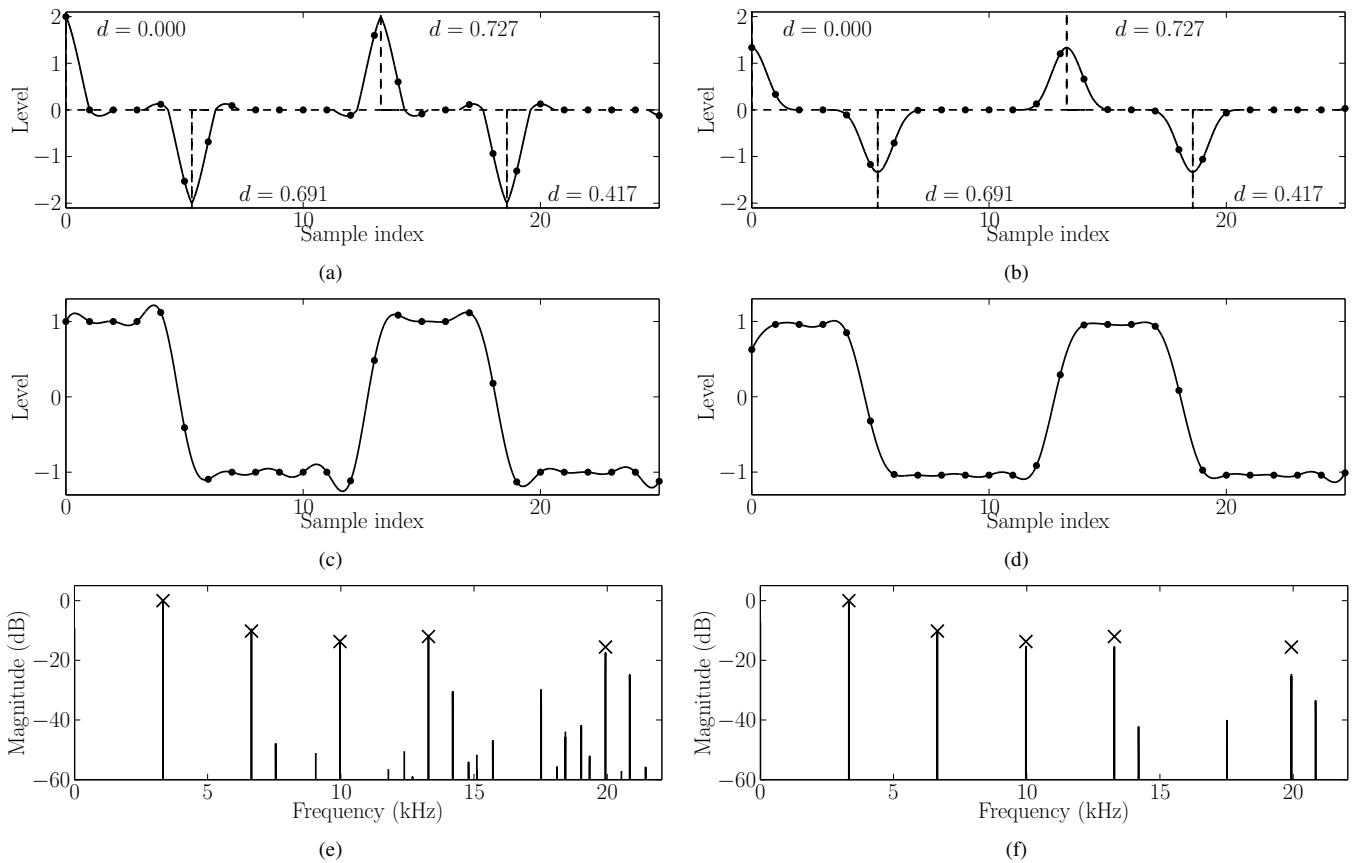 2
1
0
−1
−2
Level
d = 0.000
d = 0.727
d = 0.691
d = 0.417
0
10
20
Sample index
(a)
2
1
0
−1
−2
Level
d = 0.000
d = 0.727
d = 0.691
d = 0.417
0
10
20
Sample index
(b)
1
0
−1
Level
0
10
20
Sample index
(c)
1
0
−1
Level
0
10
20
Sample index
(d)
0
−20
−40
−60
Magnitude (dB)
0
5
10
15
20
Frequency (kHz)
(e)
0
−20
−40
−60
Magnitude (dB)
0
5
10
15
20
Frequency (kHz)
(f)